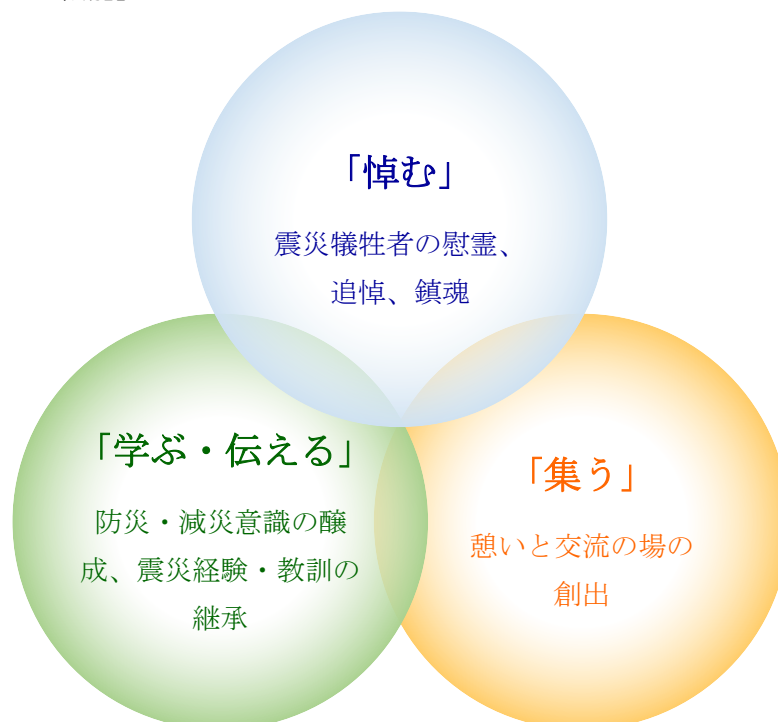 「悼む」
震災犠牲者の慰霊、
追悼、鎮魂
「学ぶ・伝える」
防災・減災意識の醸
成、震災経験・教訓の
継承
「集う」
憩いと交流の場の
創出